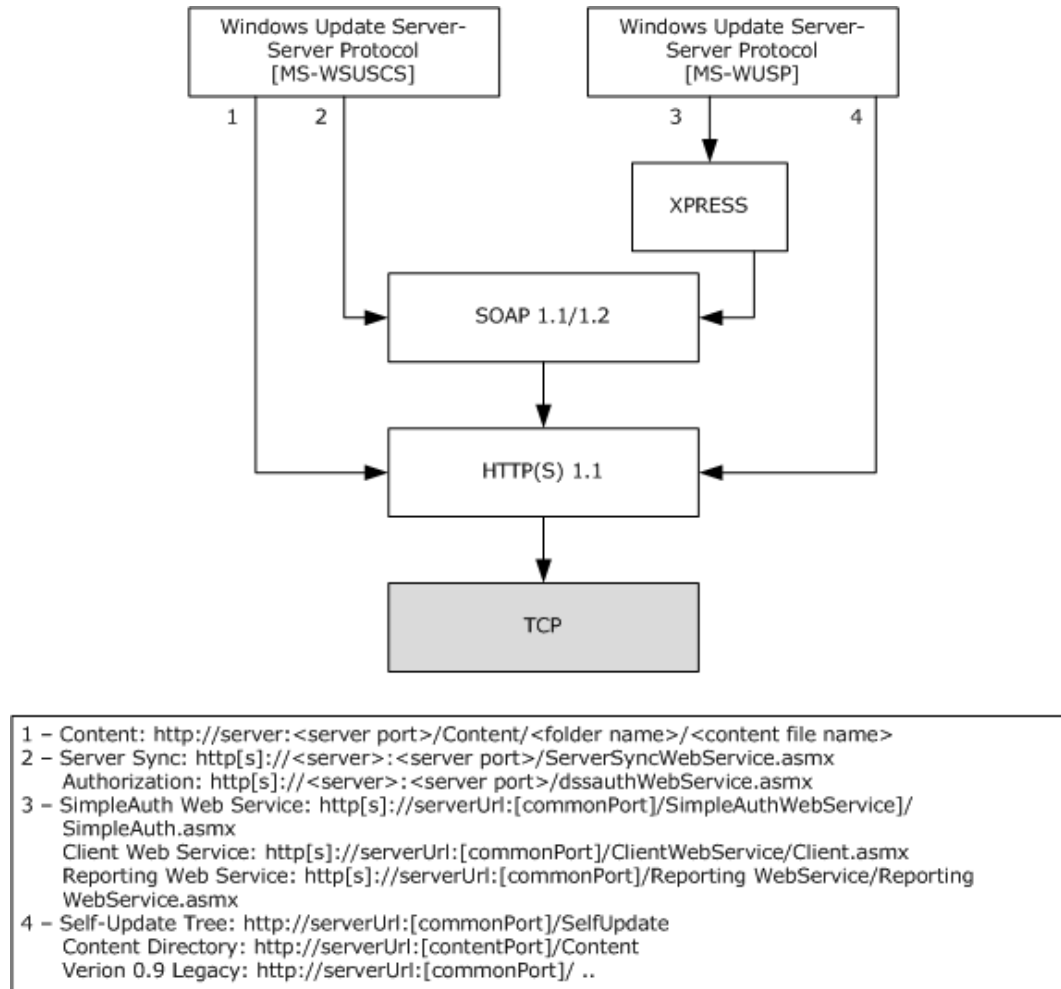 Windows Update Server-
Server Protocol
[MS-WSUSCS]
Windows Update Server-
Server Protocol
[MS-WUSP]
1
2
3
4
XPRESS
SOAP 1.1/1.2
HTTP(S) 1.1
TCP
1 – Content: http://server:<server port>/Content/<folder name>/<content file name>
2 – Server Sync: http[s]://<server>:<server port>/ServerSyncWebService.asmx
Authorization: http[s]://<server>:<server port>/dssauthWebService.asmx
3 – SimpleAuth Web Service: http[s]://serverUrl:[commonPort]/SimpleAuthWebService]/
SimpleAuth.asmx
Client Web Service: http[s]://serverUrl:[commonPort]/ClientWebService/Client.asmx
Reporting Web Service: http[s]://serverUrl:[commonPort]/Reporting WebService/Reporting
WebService.asmx
4 – Self-Update Tree: http://serverUrl:[commonPort]/SelfUpdate
Content Directory: http://serverUrl:[contentPort]/Content
Verion 0.9 Legacy: http://serverUrl:[commonPort]/ ..